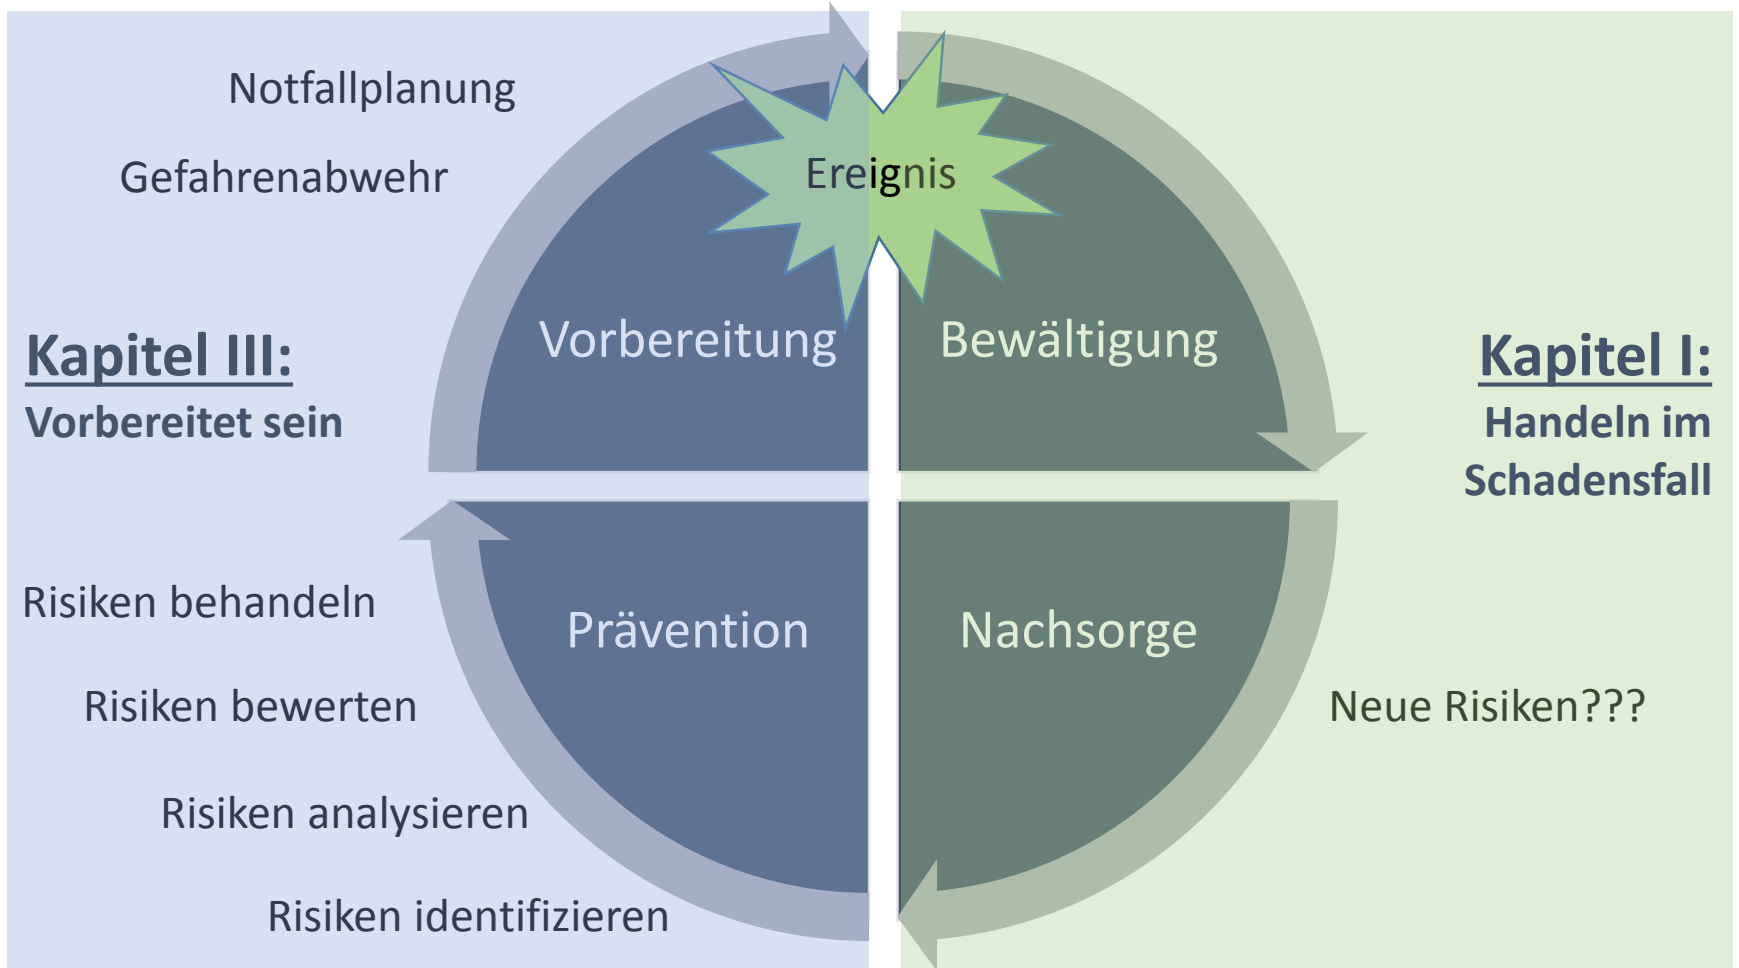 Notfallplanung
Gefahrenabwehr
Ereignis
Vorbereitung
Bewältigung
Kapitel III:
Vorbereitet sein
Kapitel I:
Handeln im
Schadensfall
Prävention
Nachsorge
Risiken behandeln
Risiken bewerten
Risiken analysieren
Risiken identifizieren
Neue Risiken???